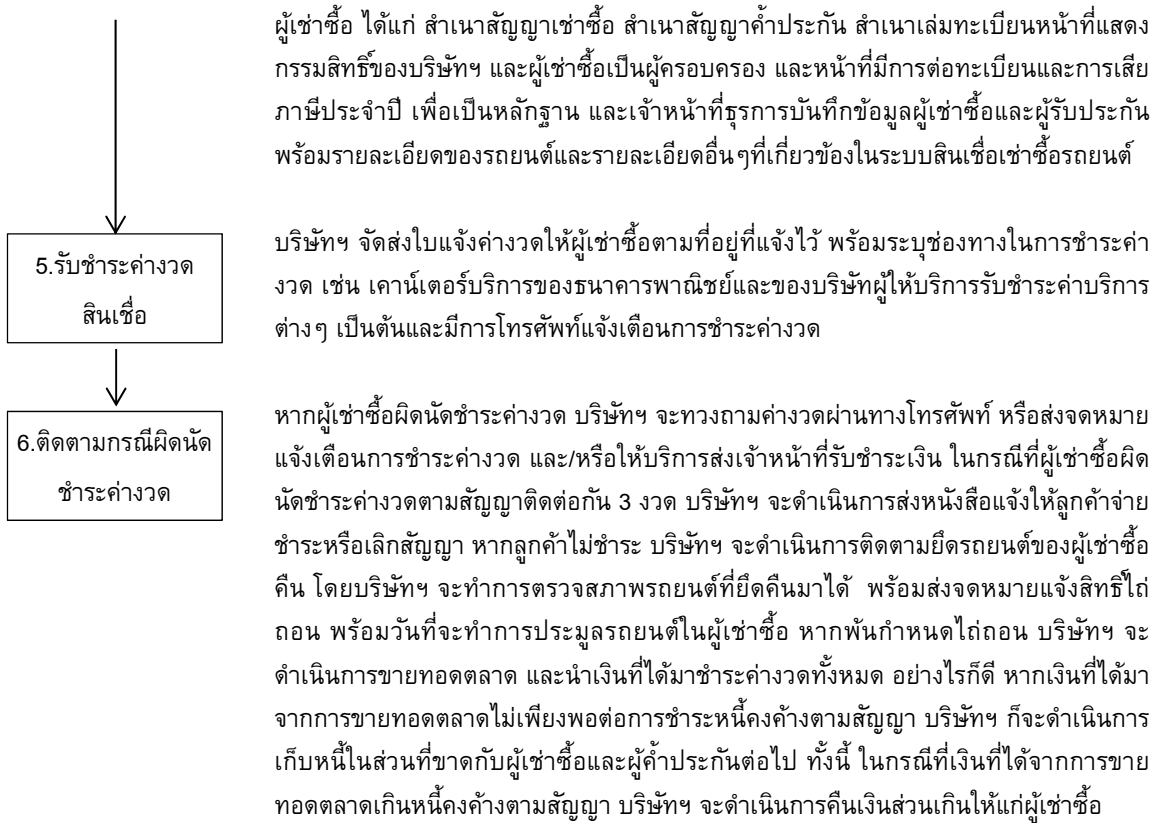 ผู้เช่าซื้อ ได้แก่ สำเนาสัญญาเช่าซื้อ สำเนาสัญญาค้ำประกัน สำเนาเล่มทะเบียนหน้าที่แสดง
กรรมสิทธิ์ของบริษัทฯ และผู้เช่าซื้อเป็นผู้ครอบครอง และหน้าที่มีการต่อทะเบียนและการเสีย
ภาษีประจำปี เพื่อเป็นหลักฐาน และเจ้าหน้าที่ธุรการบันทึกข้อมูลผู้เช่าซื้อและผู้รับประกัน
พร้อมรายละเอียดของรถยนต์และรายละเอียดอื่นๆที่เกี่ยวข้องในระบบสินเชื่อเช่าซื้อรถยนต์
5.รับชำระค่างวด
สินเชื่อ
บริษัทฯ จัดส่งใบแจ้งค่างวดให้ผู้เช่าซื้อตามที่อยู่ที่แจ้งไว้ พร้อมระบุช่องทางในการชำระค่า
งวด เช่น เคาน์เตอร์บริการของธนาคารพาณิชย์และของบริษัทผู้ให้บริการรับชำระค่าบริการ
ต่างๆ เป็นต้นและมีการโทรศัพท์แจ้งเตือนการชำระค่างวด
6.ติดตามกรณีผิดนัด
ชำระค่างวด
หากผู้เช่าซื้อผิดนัดชำระค่างวด บริษัทฯ จะทวงถามค่างวดผ่านทางโทรศัพท์ หรือส่งจดหมาย
แจ้งเตือนการชำระค่างวด และ/หรือให้บริการส่งเจ้าหน้าที่รับชำระเงิน ในกรณีที่ผู้เช่าซื้อผิด
นัดชำระค่างวดตามสัญญาติดต่อกัน 3 งวด บริษัทฯ จะดำเนินการส่งหนังสือแจ้งให้ลูกค้าจ่าย
ชำระหรือเลิกสัญญา หากลูกค้าไม่ชำระ บริษัทฯ จะดำเนินการติดตามยึดรถยนต์ของผู้เช่าซื้อ
คืน โดยบริษัทฯ จะทำการตรวจสภาพรถยนต์ที่ยึดคืนมาได้ พร้อมส่งจดหมายแจ้งสิทธิ์ไถ่
ถอน พร้อมวันที่จะทำการประมูลรถยนต์ในผู้เช่าซื้อ หากพ้นกำหนดไถ่ถอน บริษัทฯ จะ
ดำเนินการขายทอดตลาด และนำเงินที่ได้มาชำระค่างวดทั้งหมด อย่างไรก็ดี หากเงินที่ได้มา
จากการขายทอดตลาดไม่เพียงพอต่อการชำระหนี้คงค้างตามสัญญา บริษัทฯ ก็จะดำเนินการ
เก็บหนี้ในส่วนที่ขาดกับผู้เช่าซื้อและผู้ค้ำประกันต่อไป ทั้งนี้ ในกรณีที่เงินที่ได้จากการขาย
ทอดตลาดเกินหนี้คงค้างตามสัญญา บริษัทฯ จะดำเนินการคืนเงินส่วนเกินให้แก่ผู้เช่าซื้อ